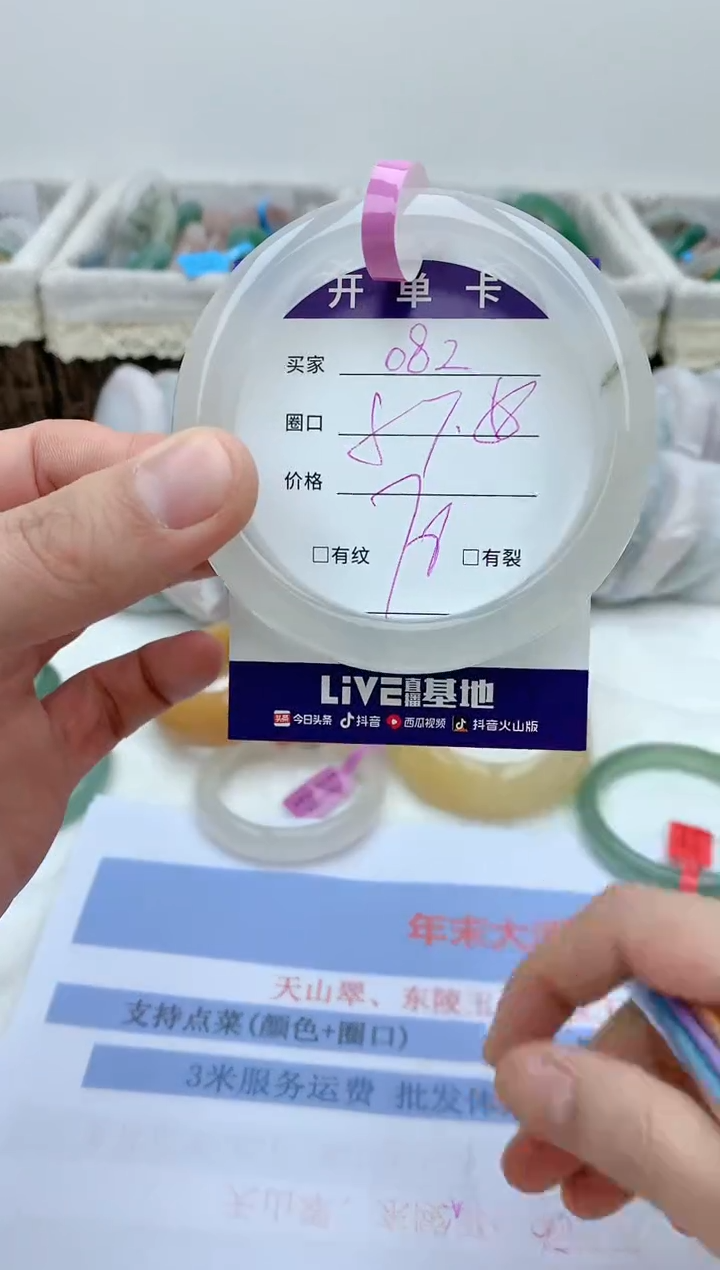 开单卡
买家 082
圈口 57.8
价格 79
□有纹 □有裂
LiVE直播基地
头条 今日头条 抖音 西瓜视频 抖音火山版
年末大
天山翠、东陵玉
支持点菜(颜色+圈口)
3米服务运费 批发